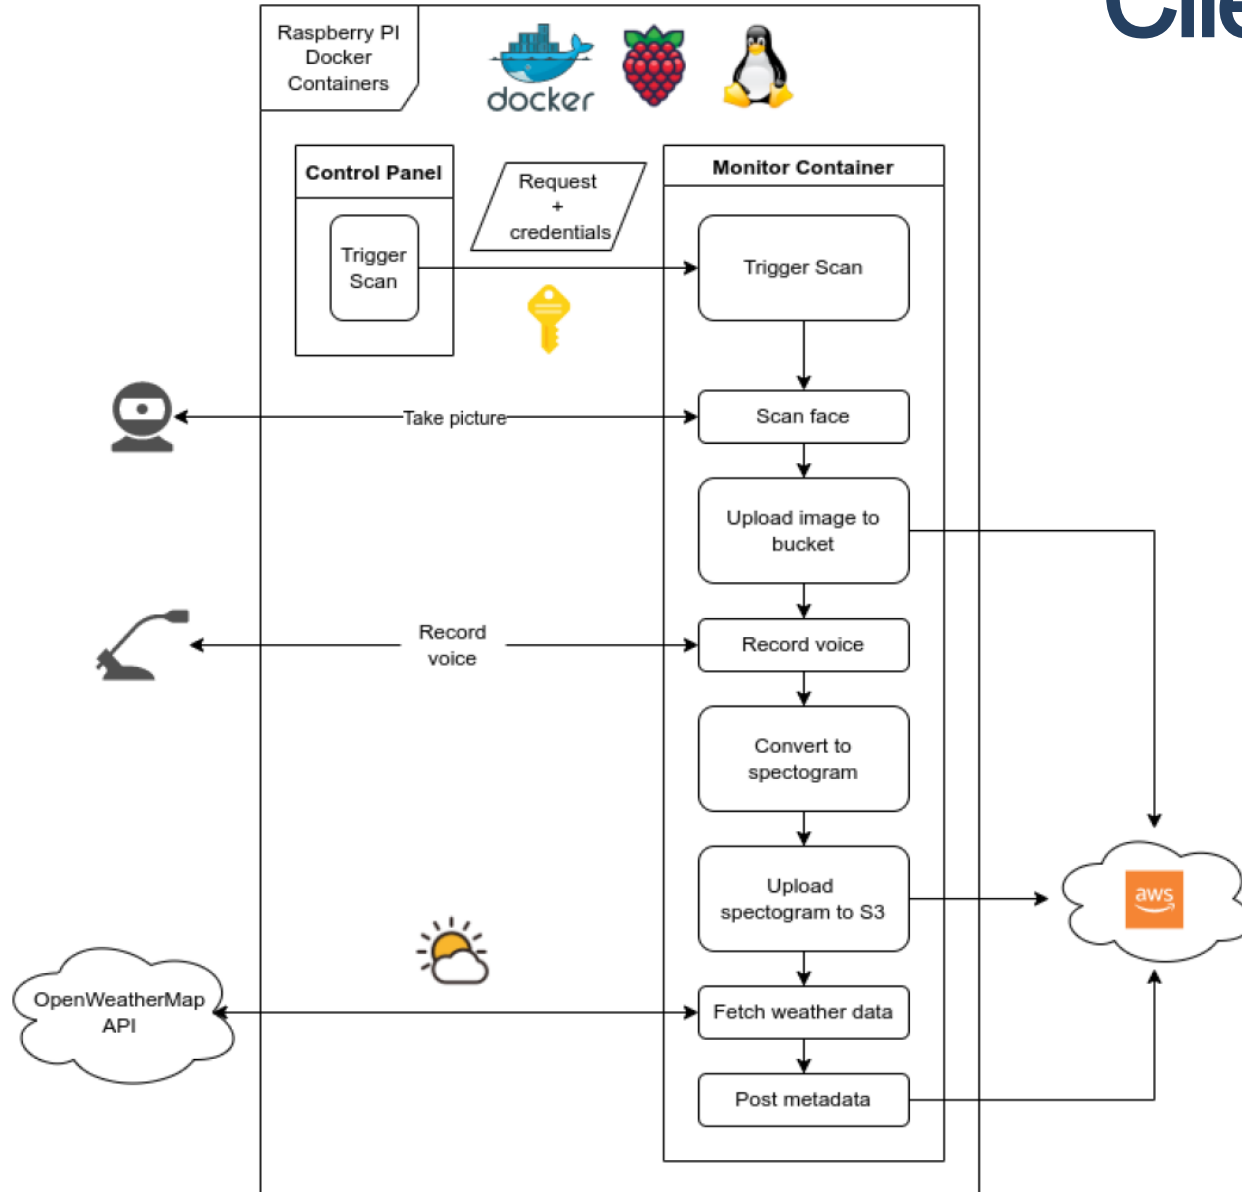 Clie
Raspberry PI
Docker
Containers
docker
Control Panel
Request
+
credentials
Monitor Container
Trigger
Scan
Trigger Scan
Take picture
Scan face
Upload image to
bucket
Record
voice
Record voice
Convert to
spectogram
Upload
spectogram to S3
aws
OpenWeatherMap
API
Fetch weather data
Post metadata